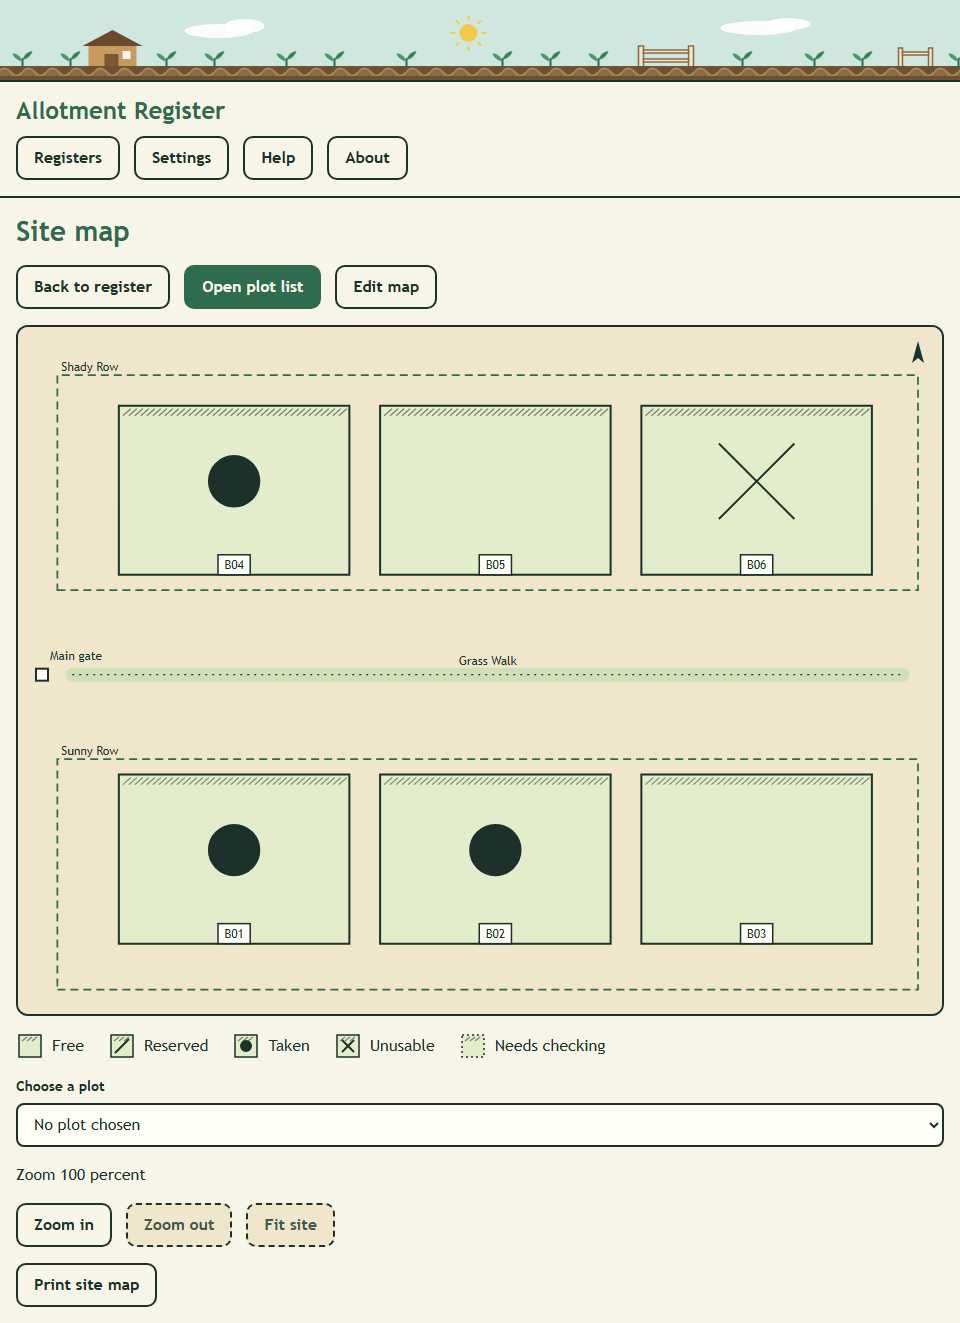 Allotment Register
Registers Settings Help About
Site map
Back to register Open plot list Edit map
Shady Row
B04 B05 B06
Main gate
Grass Walk
Sunny Row
B01 B02 B03
Free Reserved Taken Unusable Needs checking
Choose a plot
No plot chosen
Zoom 100 percent
Zoom in Zoom out Fit site
Print site map